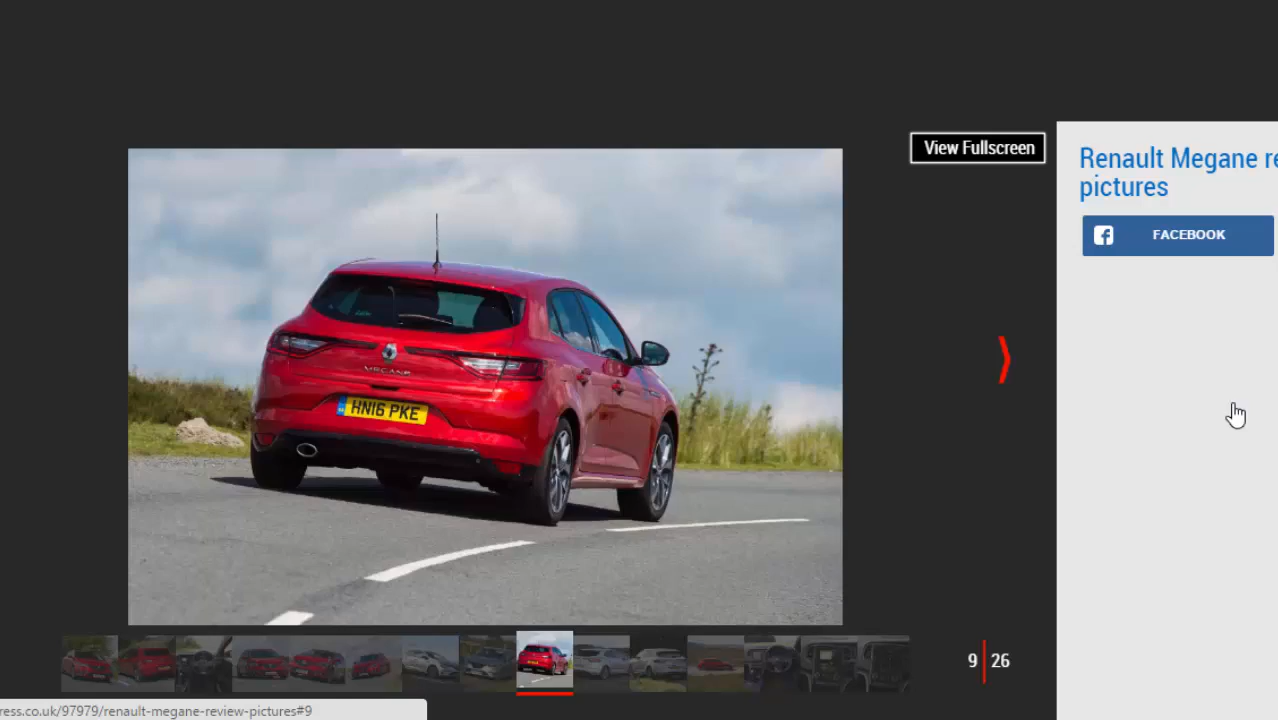 View Fullscreen
Renault Megane re
pictures
FACEBOOK
MEGANE
HN16 PKE
9 26
ress.co.uk/97979/renault-megane-review-pictures#9